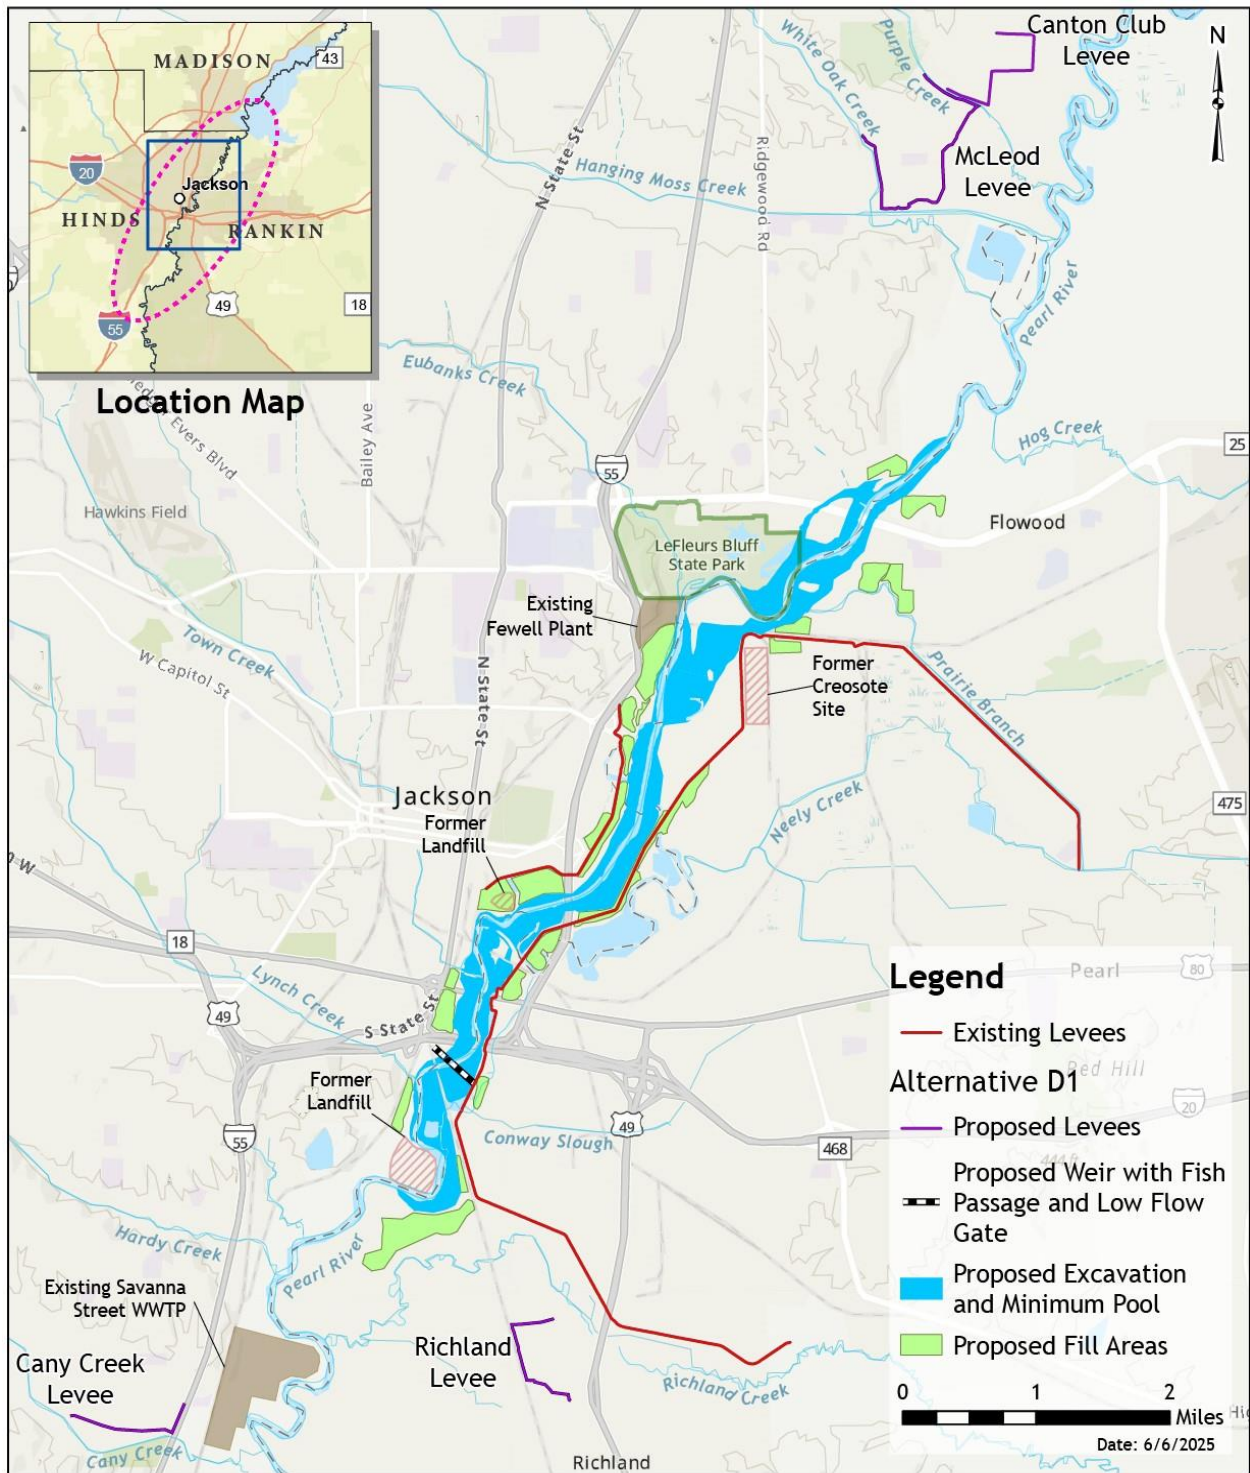 MADISON
43
20
Jackson
HINDS
RANKIN
49
18
55
Location Map
Canton Club
Levee
N
White Oak Creek
Purple Creek
McLeod
Levee
Hanging Moss Creek
N State St
Ridgewood Rd
Pearl River
Eubanks Creek
Evers Blvd
Bailey Ave
Hog Creek
25
55
Hawkins Field
LeFleurs Bluff
State Park
Flowood
Existing
Fewell Plant
Town Creek
W Capitol St
N State St
Former
Creosote
Site
Prairie Branch
Neely Creek
475
Jackson
Former
Landfill
18
Lynch Creek
49
S State St
Former
Landfill
55
Conway Slough
49
468
Pearl
80
Red Hill
20
444 ft
Legend
Existing Levees
Alternative D1
Proposed Levees
Proposed Weir with Fish
Passage and Low Flow
Gate
Proposed Excavation
and Minimum Pool
Proposed Fill Areas
0 1 2
Miles
Date: 6/6/2025
Hardy Creek
Pearl River
Existing Savanna
Street WWTP
Cany Creek
Levee
Richland
Levee
Richland Creek
Cany Creek
Richland